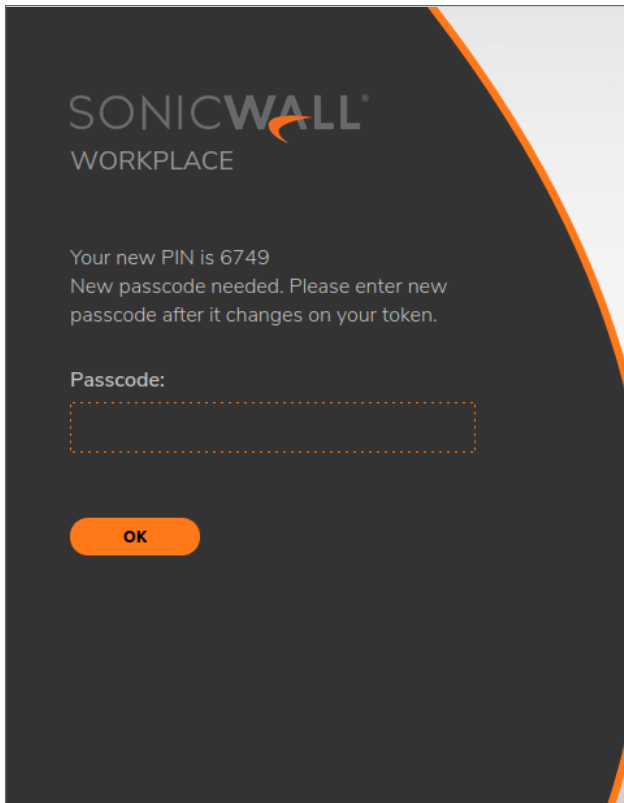 SONICWALL®
WORKPLACE
Your new PIN is 6749
New passcode needed. Please enter new
passcode after it changes on your token.
Passcode:
OK